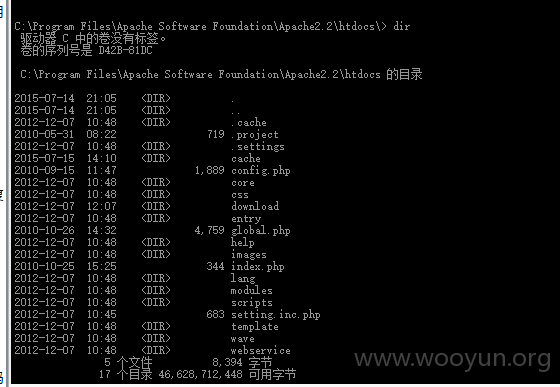 C:\Program Files\Apache Software Foundation\Apache2.2\htdocs\> dir
驱动器 C 中的卷没有标签。
卷的序列号是 D42B-81DC
C:\Program Files\Apache Software Foundation\Apache2.2\htdocs 的目录
2015-07-14 21:05 <DIR> .
2015-07-14 21:05 <DIR> ..
2012-12-07 10:48 <DIR> .cache
2010-05-31 08:22 719 .project
2012-12-07 10:48 <DIR> .settings
2015-07-15 14:10 <DIR> cache
2010-09-15 11:47 1,889 config.php
2012-12-07 10:48 <DIR> core
2012-12-07 10:48 <DIR> css
2012-12-07 12:07 <DIR> download
2012-12-07 10:48 <DIR> entry
2010-10-26 14:32 4,759 global.php
2012-12-07 10:48 <DIR> help
2012-12-07 10:48 <DIR> images
2010-10-25 15:25 344 index.php
2012-12-07 10:48 <DIR> lang
2012-12-07 10:48 <DIR> modules
2012-12-07 10:48 <DIR> scripts
2012-12-07 10:45 683 setting.inc.php
2012-12-07 10:48 <DIR> template
2012-12-07 10:48 <DIR> wave
2012-12-07 10:48 <DIR> webservice
5 个文件 8,394 字节
17 个目录 46,628,712,448 可用字节
www.wooyun.org